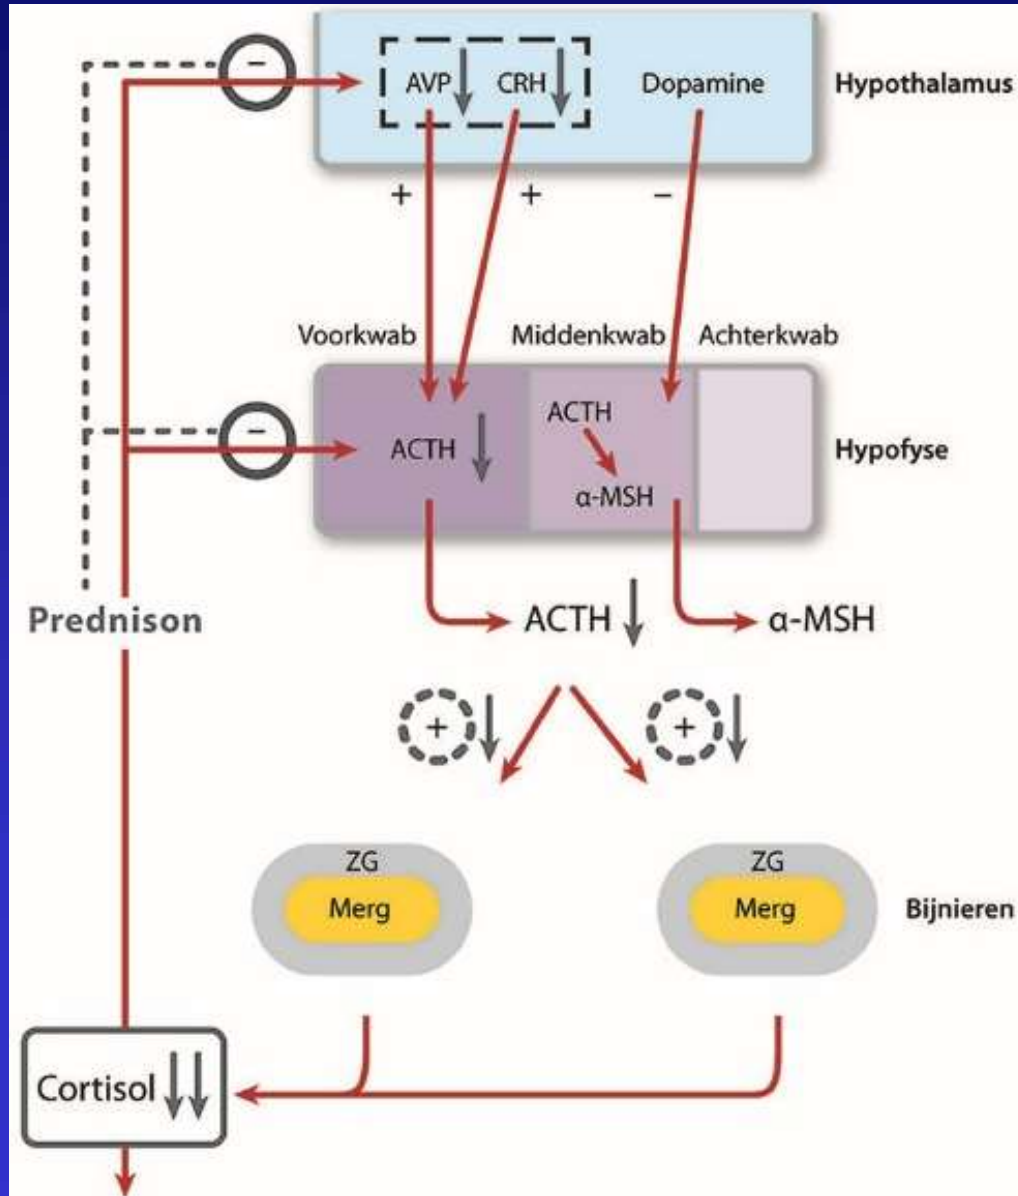 −
AVP CRH Dopamine Hypothalamus
+ + −
Voorkwab Middenkwab Achterkwab
ACTH
− ACTH Hypofyse
α-MSH
Prednison ACTH α-MSH
+ +
ZG ZG
Merg Merg Bijnieren
Cortisol